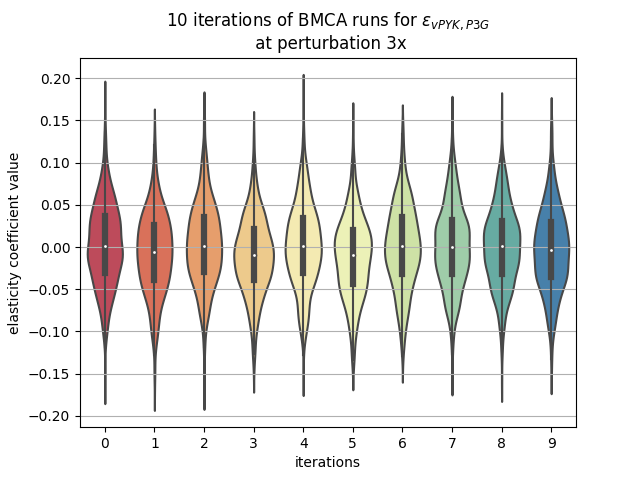 10 iterations of BMCA runs for ε_{vPYK, P3G}
at perturbation 3x
elasticity coefficient value
0.20
0.15
0.10
0.05
0.00
−0.05
−0.10
−0.15
−0.20
0 1 2 3 4 5 6 7 8 9
iterations